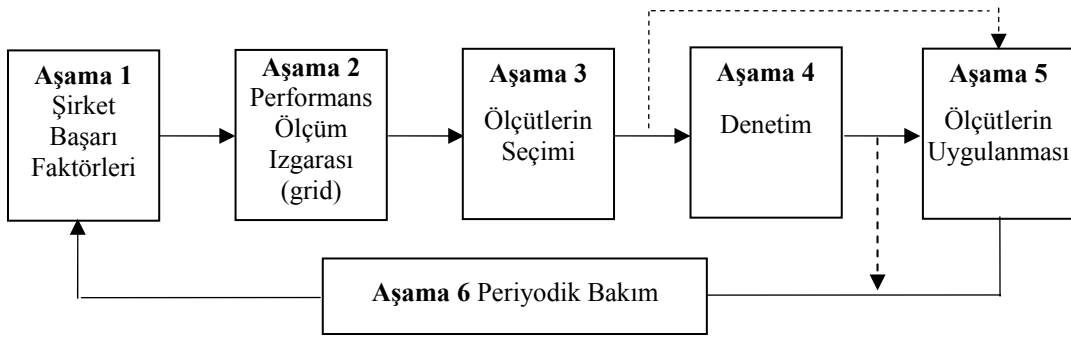 Aşama 1
Şirket
Başarı
Faktörleri
Aşama 2
Performans
Ölçüm
Izgarası
(grid)
Aşama 3
Ölçütlerin
Seçimi
Aşama 4
Denetim
Aşama 5
Ölçütlerin
Uygulanması
Aşama 6 Periyodik Bakım